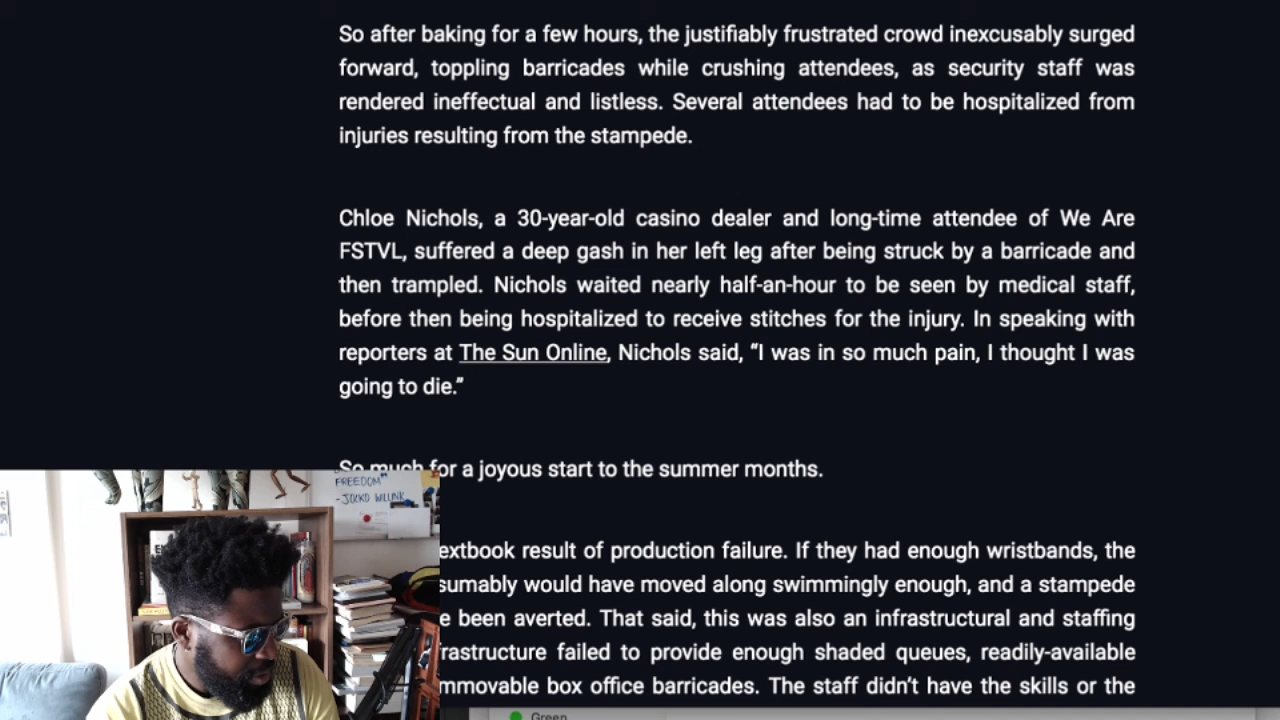 So after baking for a few hours, the justifiably frustrated crowd inexcusably surged
forward, toppling barricades while crushing attendees, as security staff was
rendered ineffectual and listless. Several attendees had to be hospitalized from
injuries resulting from the stampede.
Chloe Nichols, a 30-year-old casino dealer and long-time attendee of We Are
FSTVL, suffered a deep gash in her left leg after being struck by a barricade and
then trampled. Nichols waited nearly half-an-hour to be seen by medical staff,
before then being hospitalized to receive stitches for the injury. In speaking with
reporters at The Sun Online, Nichols said, “I was in so much pain, I thought I was
going to die.”
So much for a joyous start to the summer months.
FREEDOM"
-JOCKO WILLINK
extbook result of production failure. If they had enough wristbands, the
sumably would have moved along swimmingly enough, and a stampede
e been averted. That said, this was also an infrastructural and staffing
rastructure failed to provide enough shaded queues, readily-available
mmovable box office barricades. The staff didn’t have the skills or the
Green